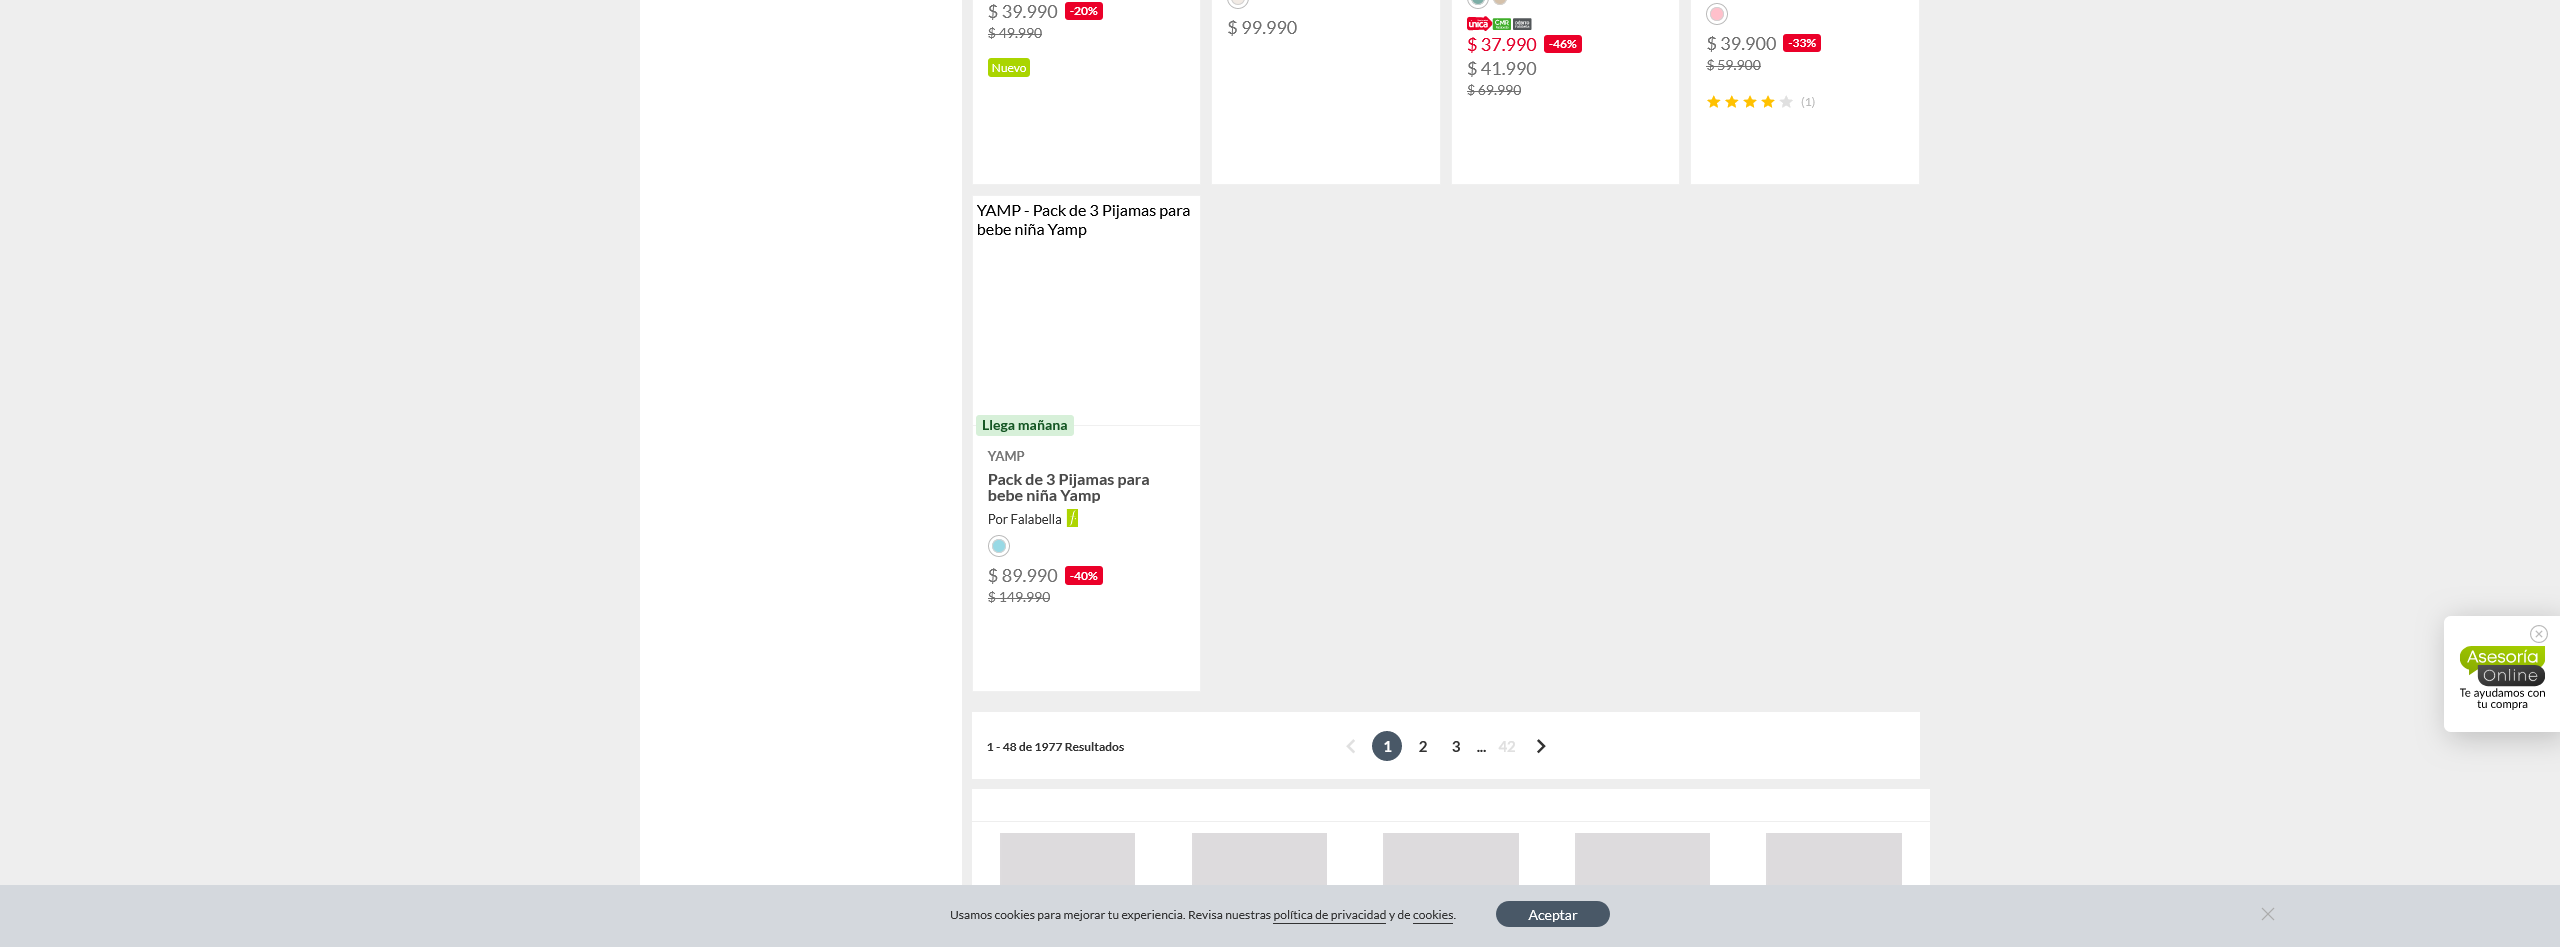 $ 39.990 -20%
$ 49.990
Nuevo
$ 99.990
unica CMR
$ 37.990 -46%
$ 41.990
$ 69.990
$ 39.900 -33%
$ 59.900
(1)
YAMP - Pack de 3 Pijamas para
bebe niña Yamp
Llega mañana
YAMP
Pack de 3 Pijamas para
bebe niña Yamp
Por Falabella
$ 89.990 -40%
$ 149.990
Asesoría
Online
Te ayudamos con
tu compra
1 - 48 de 1977 Resultados
1 2 3 ... 42
Usamos cookies para mejorar tu experiencia. Revisa nuestras política de privacidad y de cookies.
Aceptar